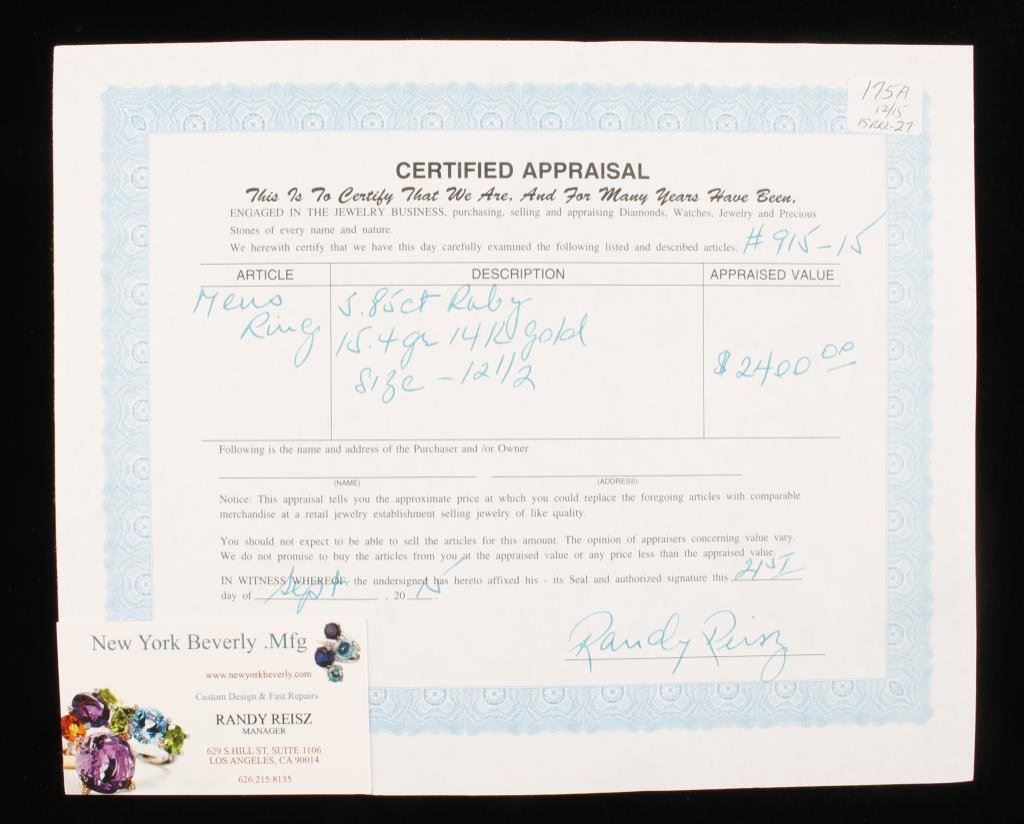 175A
12/15
15RR2-27
CERTIFIED APPRAISAL
This Is To Certify That We Are, And For Many Years Have Been,
ENGAGED IN THE JEWELRY BUSINESS, purchasing, selling and appraising Diamonds, Watches, Jewelry and Precious
Stones of every name and nature.
We herewith certify that we have this day carefully examined the following listed and described articles. # 915-15
ARTICLE DESCRIPTION APPRAISED VALUE
Mens 5.85ct Ruby
Ring 15.4gr 14K gold
Size - 12 1/2 $2400 00
Following is the name and address of the Purchaser and /or Owner
(NAME) (ADDRESS)
Notice: This appraisal tells you the approximate price at which you could replace the foregoing articles with comparable
merchandise at a retail jewelry establishment selling jewelry of like quality.
You should not expect to be able to sell the articles for this amount. The opinion of appraisers concerning value vary.
We do not promise to buy the articles from you at the appraised value or any price less than the appraised value.
IN WITNESS WHEREOF, the undersigned has hereto affixed his - its Seal and authorized signature this 21st
day of Sept , 20 15 .
Randy Reisz
New York Beverly .Mfg
www.newyorkbeverly.com
Custom Design & Fast Repairs
RANDY REISZ
MANAGER
629 S.HILL ST, SUITE 1106
LOS ANGELES, CA 90014
626.215.8135